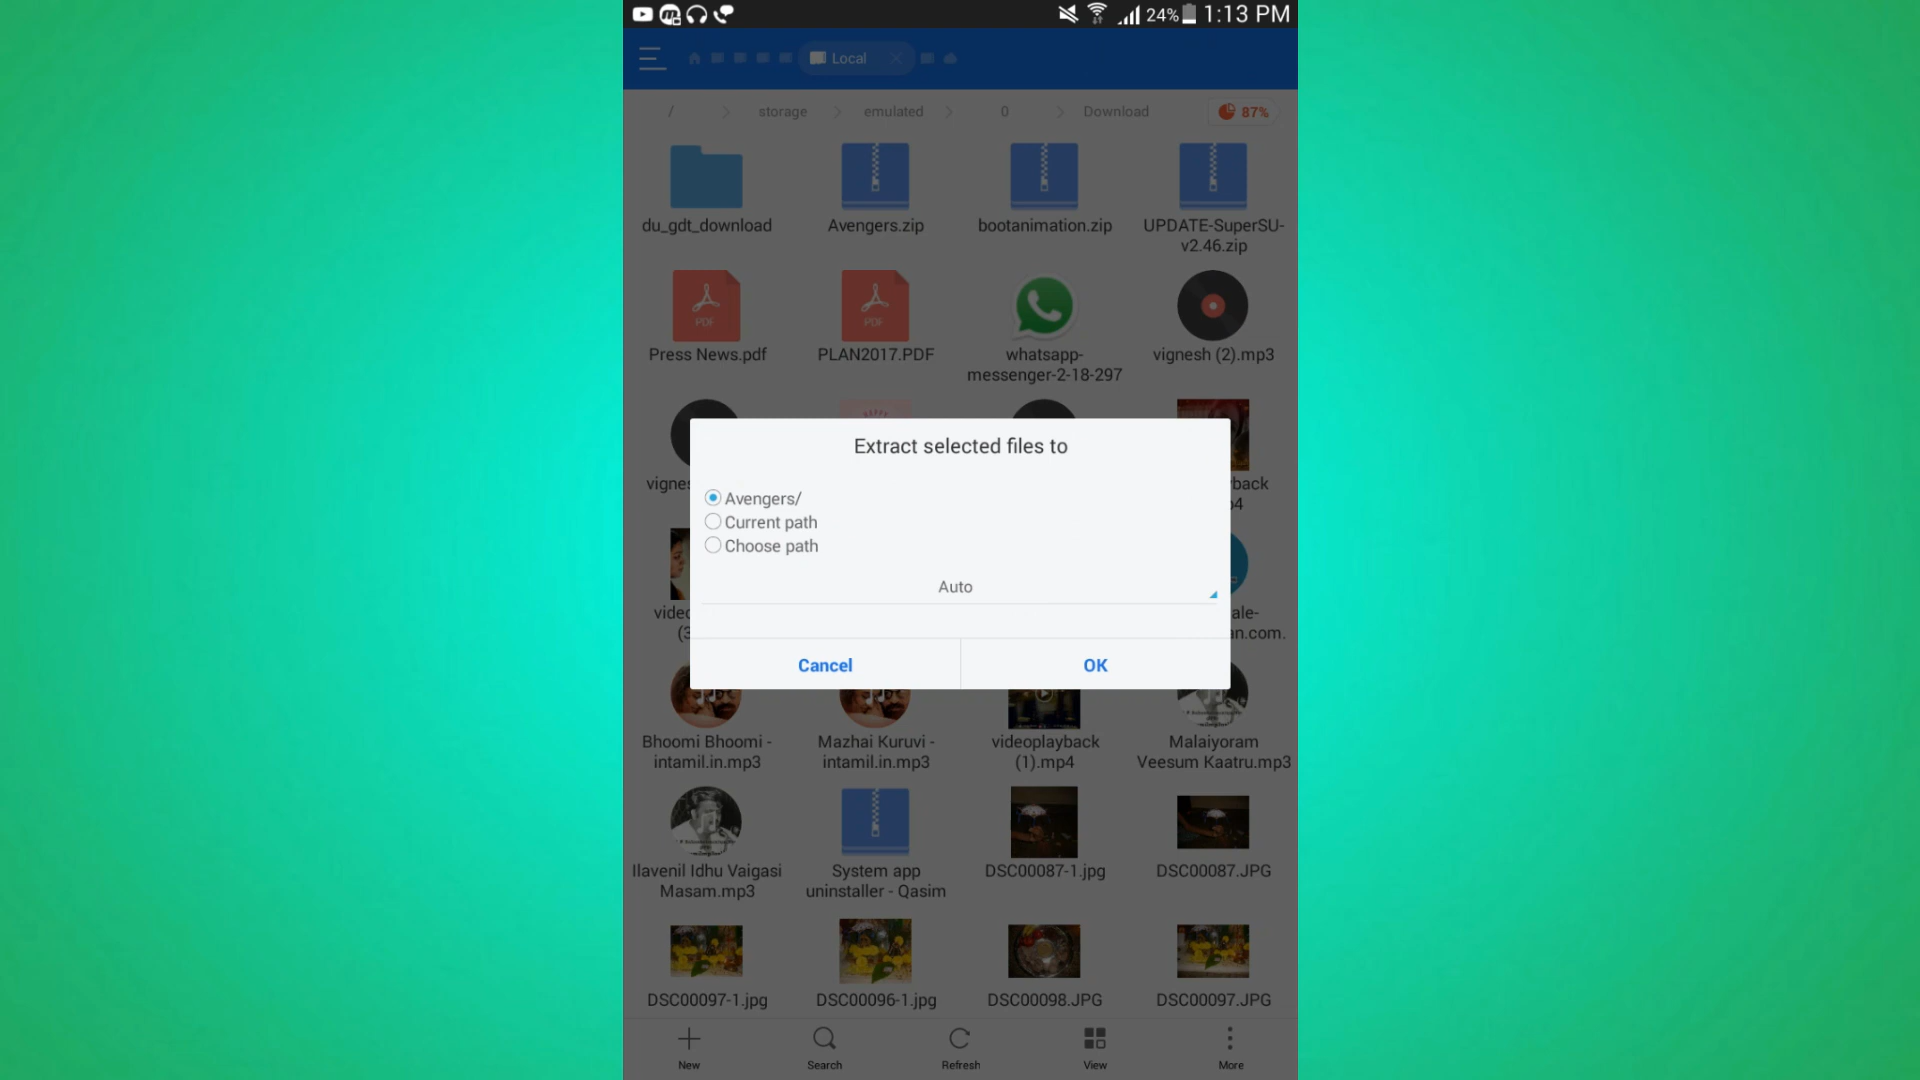 24% 1:13 PM
Local
/ storage emulated 0 Download 87%
du_gdt_download
Avengers.zip
bootanimation.zip
UPDATE-SuperSU-
v2.46.zip
PDF
Press News.pdf
PDF
PLAN2017.PDF
whatsapp-
messenger-2-18-297
vignesh (2).mp3
Extract selected files to
Avengers/
Current path
Choose path
Auto
Cancel
OK
Bhoomi Bhoomi -
intamil.in.mp3
Mazhai Kuruvi -
intamil.in.mp3
videoplayback
(1).mp4
Malaiyoram
Veesum Kaatru.mp3
Ilavenil Idhu Vaigasi
Masam.mp3
System app
uninstaller - Qasim
DSC00087-1.jpg
DSC00087.JPG
DSC00097-1.jpg
DSC00096-1.jpg
DSC00098.JPG
DSC00097.JPG
New
Search
Refresh
View
More